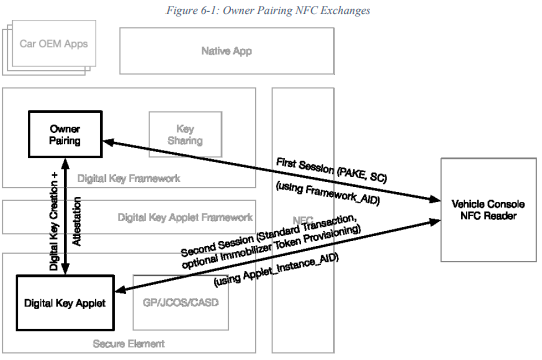 Figure 6-1: Owner Pairing NFC Exchanges
Car OEM Apps
Native App
Owner
Pairing
Key
Sharing
Digital Key Framework
First Session (PAKE, SC)
(using Framework_AID)
Vehicle Console
NFC Reader
Digital Key Creation +
Attestation
Digital Key Applet Framework
NFC
Second Session (Standard Transaction,
optional Immobilizer Token Provisioning)
(using Applet_Instance_AID)
Digital Key Applet
GP/JCOS/CASD
Secure Element